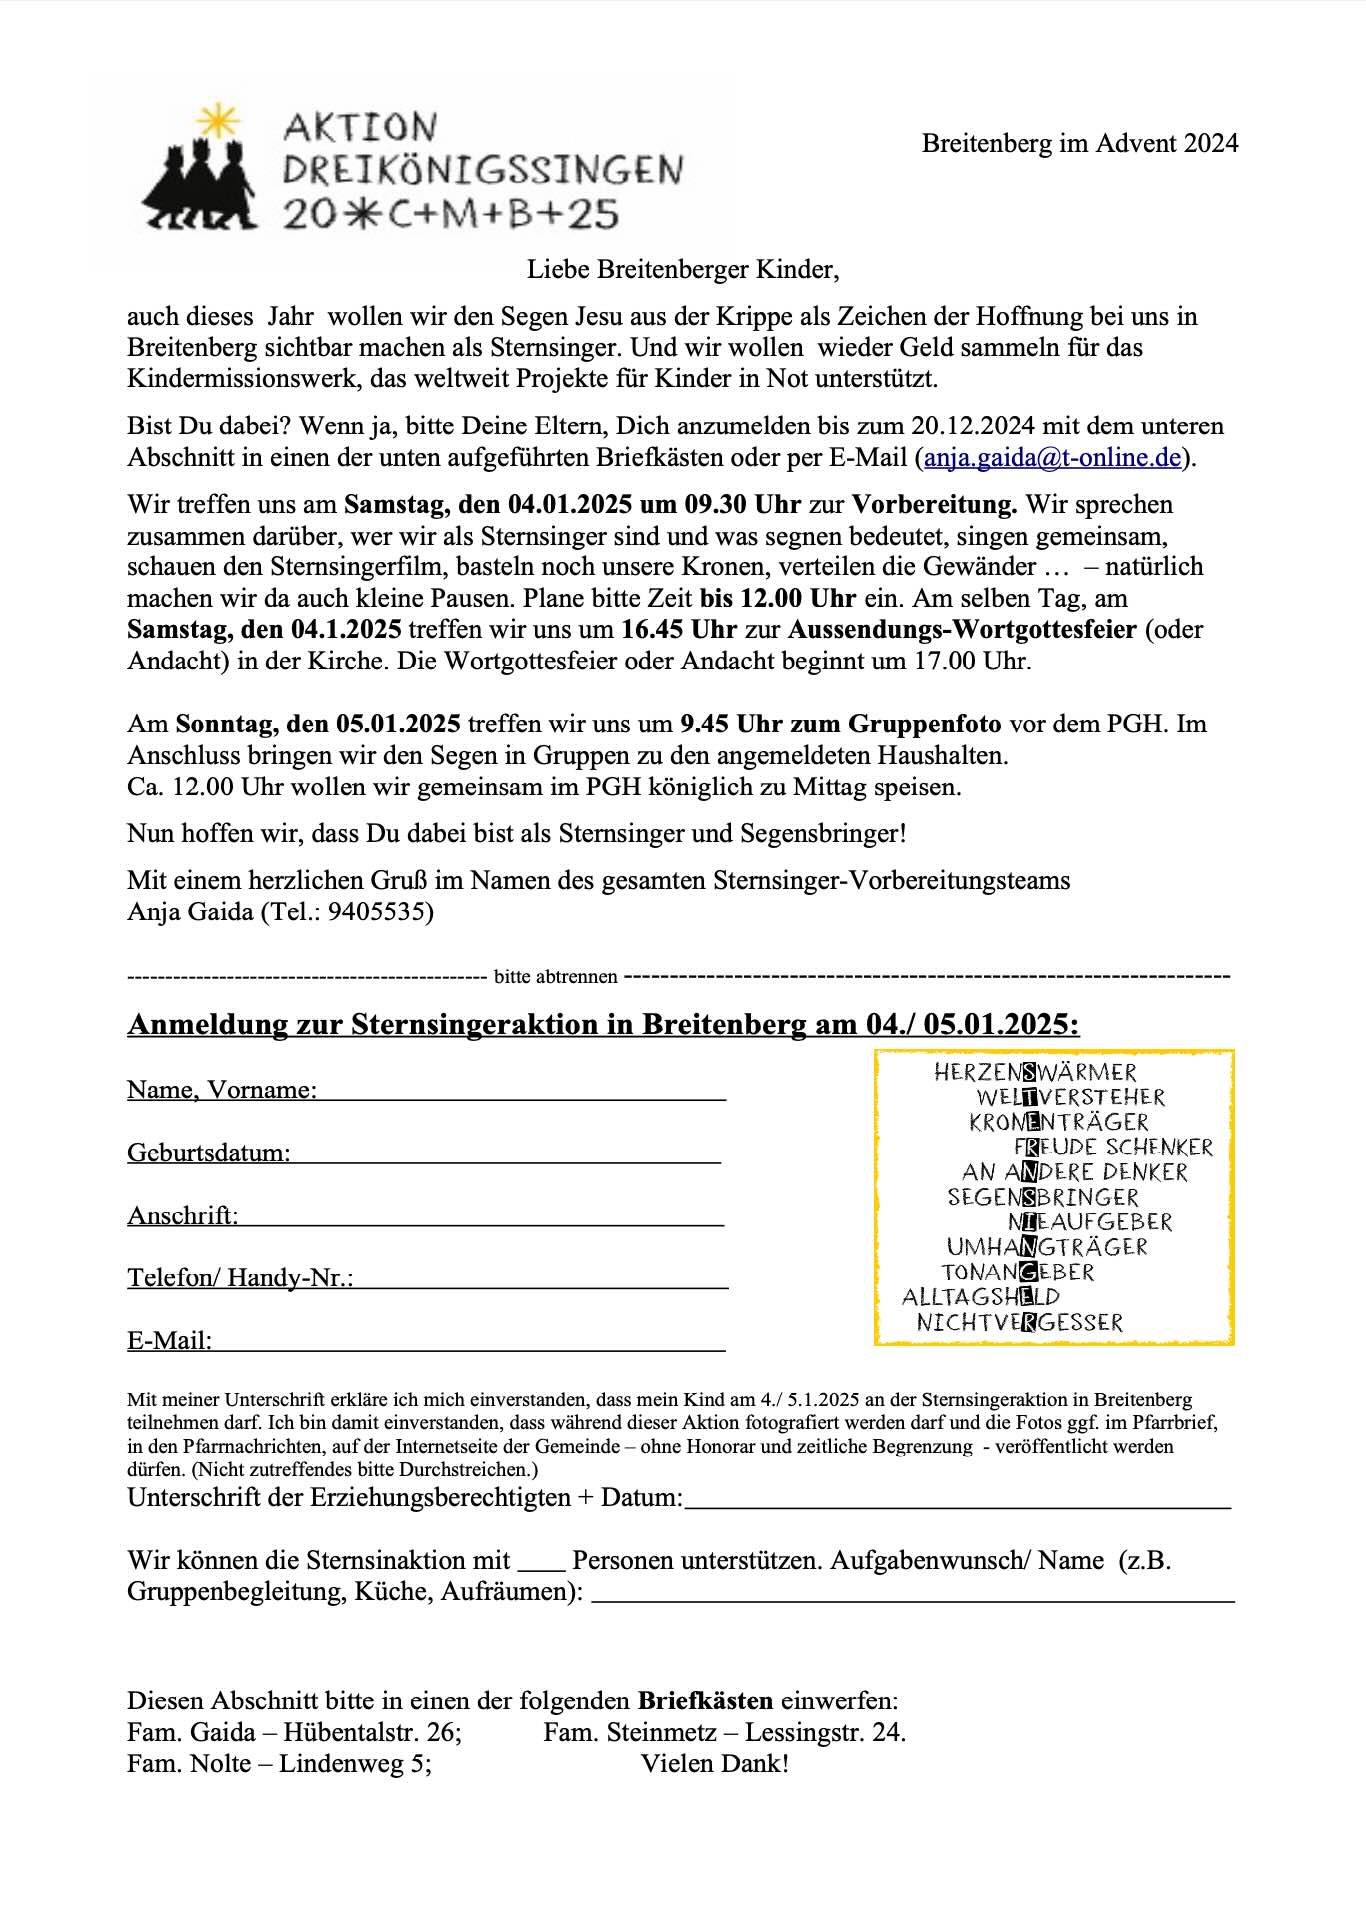 AKTION
DREIKÖNIGSSINGEN
20*C+M+B+25
Breitenberg im Advent 2024
Liebe Breitenberger Kinder,
auch dieses Jahr wollen wir den Segen Jesu aus der Krippe als Zeichen der Hoffnung bei uns in
Breitenberg sichtbar machen als Sternsinger. Und wir wollen wieder Geld sammeln für das
Kindermissionswerk, das weltweit Projekte für Kinder in Not unterstützt.
Bist Du dabei? Wenn ja, bitte Deine Eltern, Dich anzumelden bis zum 20.12.2024 mit dem unteren
Abschnitt in einen der unten aufgeführten Briefkästen oder per E-Mail (anja.gaida@t-online.de).
Wir treffen uns am Samstag, den 04.01.2025 um 09.30 Uhr zur Vorbereitung. Wir sprechen
zusammen darüber, wer wir als Sternsinger sind und was segnen bedeutet, singen gemeinsam,
schauen den Sternsingerfilm, basteln noch unsere Kronen, verteilen die Gewänder … – natürlich
machen wir da auch kleine Pausen. Plane bitte Zeit bis 12.00 Uhr ein. Am selben Tag, am
Samstag, den 04.1.2025 treffen wir uns um 16.45 Uhr zur Aussendungs-Wortgottesfeier (oder
Andacht) in der Kirche. Die Wortgottesfeier oder Andacht beginnt um 17.00 Uhr.
Am Sonntag, den 05.01.2025 treffen wir uns um 9.45 Uhr zum Gruppenfoto vor dem PGH. Im
Anschluss bringen wir den Segen in Gruppen zu den angemeldeten Haushalten.
Ca. 12.00 Uhr wollen wir gemeinsam im PGH königlich zu Mittag speisen.
Nun hoffen wir, dass Du dabei bist als Sternsinger und Segensbringer!
Mit einem herzlichen Gruß im Namen des gesamten Sternsinger-Vorbereitungsteams
Anja Gaida (Tel.: 9405535)
----------------------------------------------- bitte abtrennen -------------------------------------------------------------------
Anmeldung zur Sternsingeraktion in Breitenberg am 04./ 05.01.2025:
Name, Vorname:
Geburtsdatum:
Anschrift:
Telefon/ Handy-Nr.:
E-Mail:
HERZENSWÄRMER
WELTVERSTEHER
KRONENTRÄGER
FREUDE SCHENKER
AN ANDERE DENKER
SEGENSBRINGER
NIEAUFGEBER
UMHANGTRÄGER
TONANGEBER
ALLTAGSHELD
NICHTVERGESSER
Mit meiner Unterschrift erkläre ich mich einverstanden, dass mein Kind am 4./ 5.1.2025 an der Sternsingeraktion in Breitenberg
teilnehmen darf. Ich bin damit einverstanden, dass während dieser Aktion fotografiert werden darf und die Fotos ggf. im Pfarrbrief,
in den Pfarrnachrichten, auf der Internetseite der Gemeinde – ohne Honorar und zeitliche Begrenzung - veröffentlicht werden
dürfen. (Nicht zutreffendes bitte Durchstreichen.)
Unterschrift der Erziehungsberechtigten + Datum:
Wir können die Sternsinaktion mit ___ Personen unterstützen. Aufgabenwunsch/ Name (z.B.
Gruppenbegleitung, Küche, Aufräumen):
Diesen Abschnitt bitte in einen der folgenden Briefkästen einwerfen:
Fam. Gaida – Hübentalstr. 26; Fam. Steinmetz – Lessingstr. 24.
Fam. Nolte – Lindenweg 5; Vielen Dank!